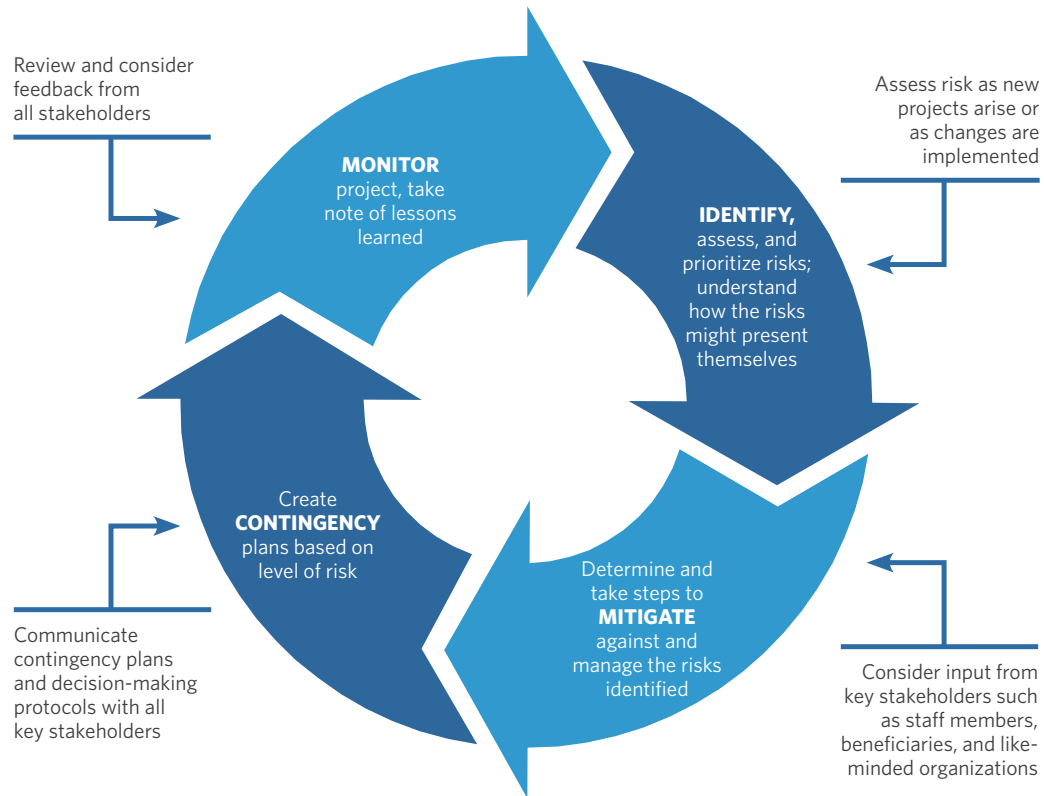 Review and consider
feedback from
all stakeholders
MONITOR
project, take
note of lessons
learned
Assess risk as new
projects arise or
as changes are
implemented
IDENTIFY,
assess, and
prioritize risks;
understand
how the risks
might present
themselves
Create
CONTINGENCY
plans based on
level of risk
Determine and
take steps to
MITIGATE
against and
manage the risks
identified
Communicate
contingency plans
and decision-making
protocols with all
key stakeholders
Consider input from
key stakeholders such
as staff members,
beneficiaries, and like-
minded organizations